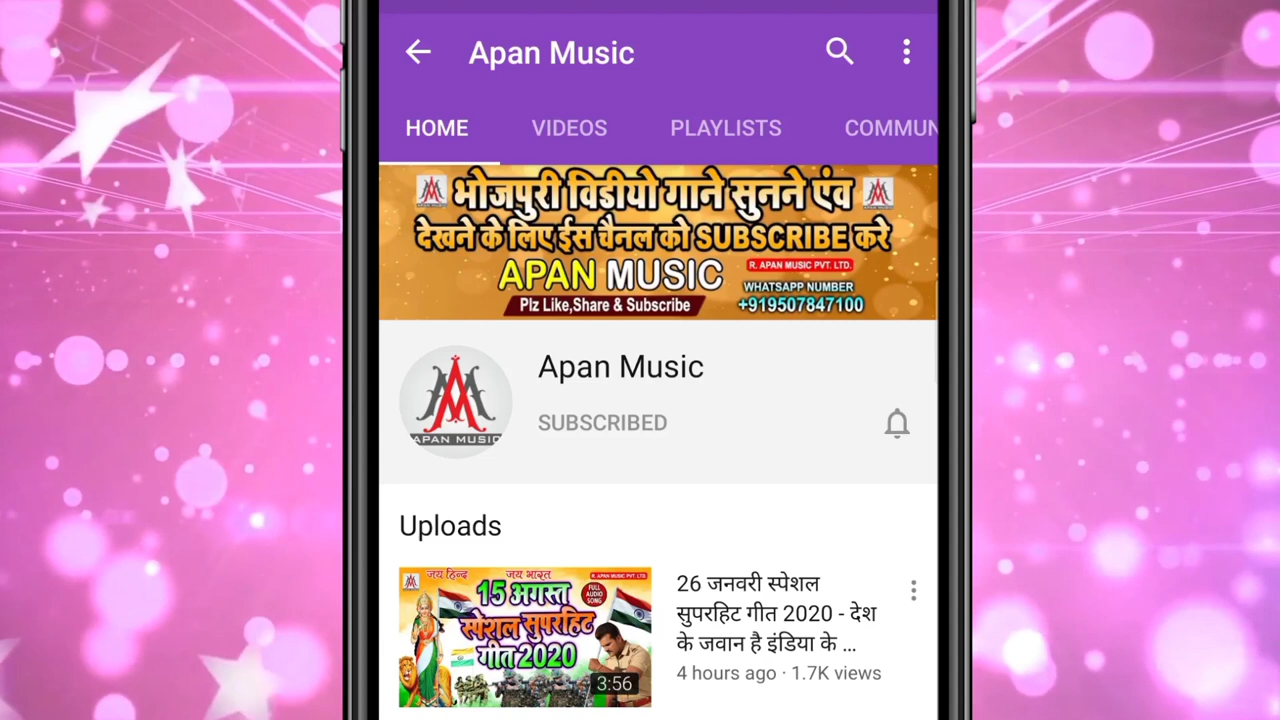 Apan Music
HOME VIDEOS PLAYLISTS COMMUN
भोजपुरी विडीयो गाने सुनने एंव
देखने के लिए ईस चैनल को SUBSCRIBE करे
APAN MUSIC
R. APAN MUSIC PVT. LTD.
WHATSAPP NUMBER
+919507847100
Plz Like,Share & Subscribe
Apan Music
SUBSCRIBED
APAN MUSIC
Uploads
जय हिन्द जय भारत
R. APAN MUSIC PVT. LTD
15 अगस्त
FULL
AUDIO
SONG
स्पेशल सुपरहिट
गीत 2020
3:56
26 जनवरी स्पेशल
सुपरहिट गीत 2020 - देश
के जवान है इंडिया के ...
4 hours ago · 1.7K views